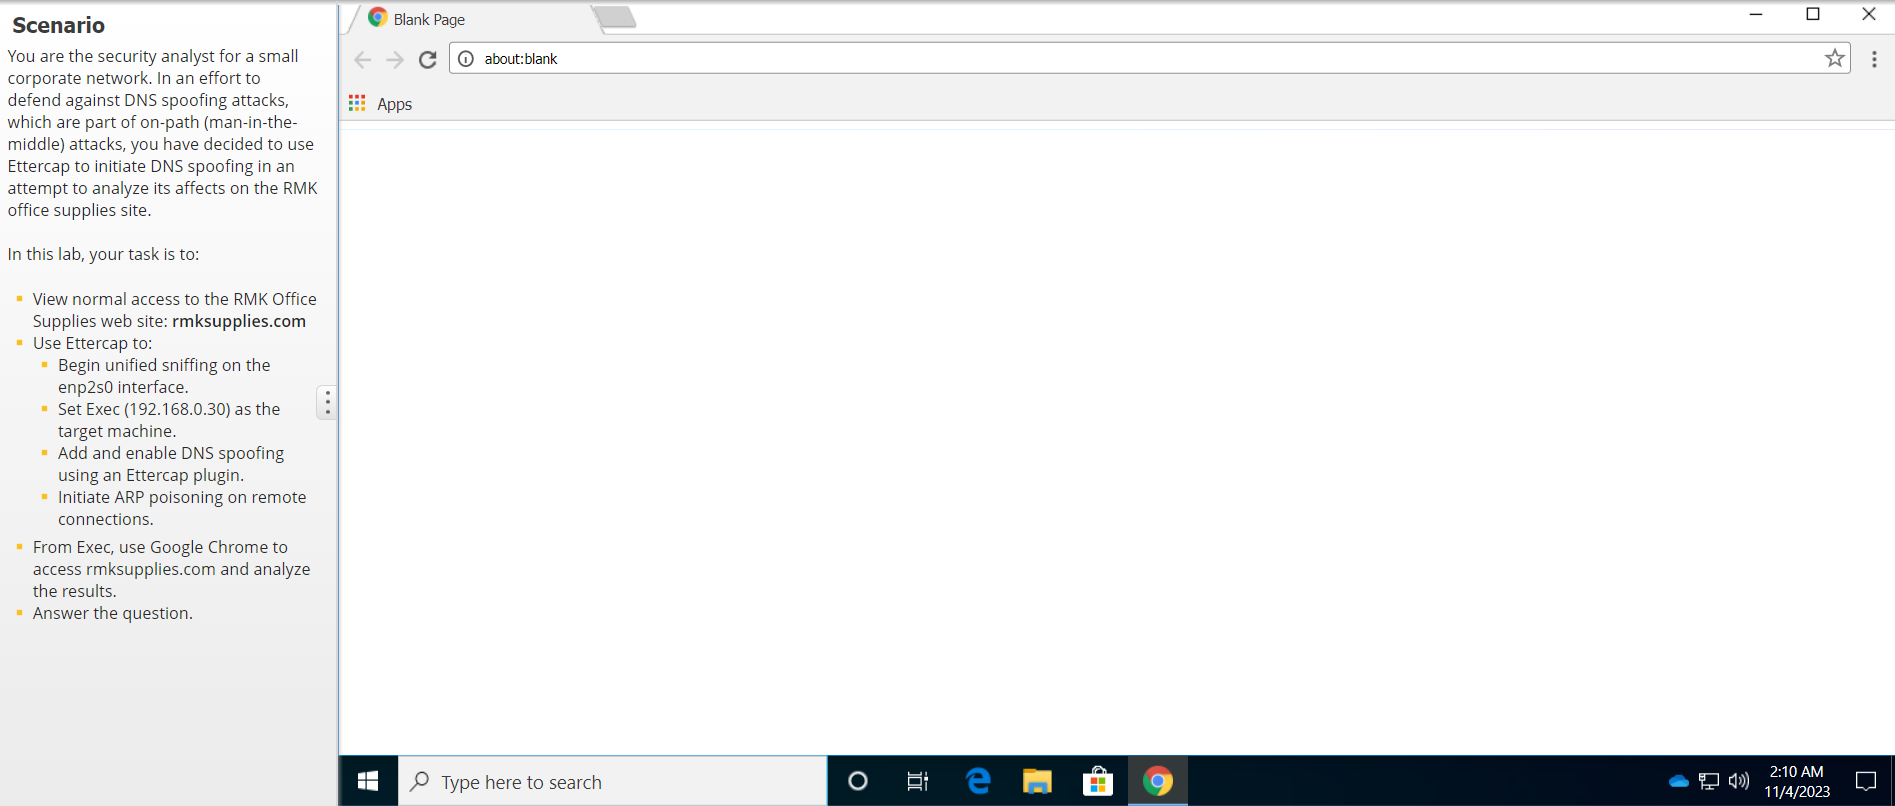 Scenario
You are the security analyst for a small
corporate network. In an effort to
defend against DNS spoofing attacks,
which are part of on-path (man-in-the-
middle) attacks, you have decided to use
Ettercap to initiate DNS spoofing in an
attempt to analyze its affects on the RMK
office supplies site.
In this lab, your task is to:
View normal access to the RMK Office
Supplies web site: rmksupplies.com
Use Ettercap to:
Begin unified sniffing on the
enp2s0 interface.
Set Exec (192.168.0.30) as the
target machine.
Add and enable DNS spoofing
using an Ettercap plugin.
Initiate ARP poisoning on remote
connections.
From Exec, use Google Chrome to
access rmksupplies.com and analyze
the results.
Answer the question.
Blank Page
about:blank
Apps
Type here to search
2:10 AM
11/4/2023